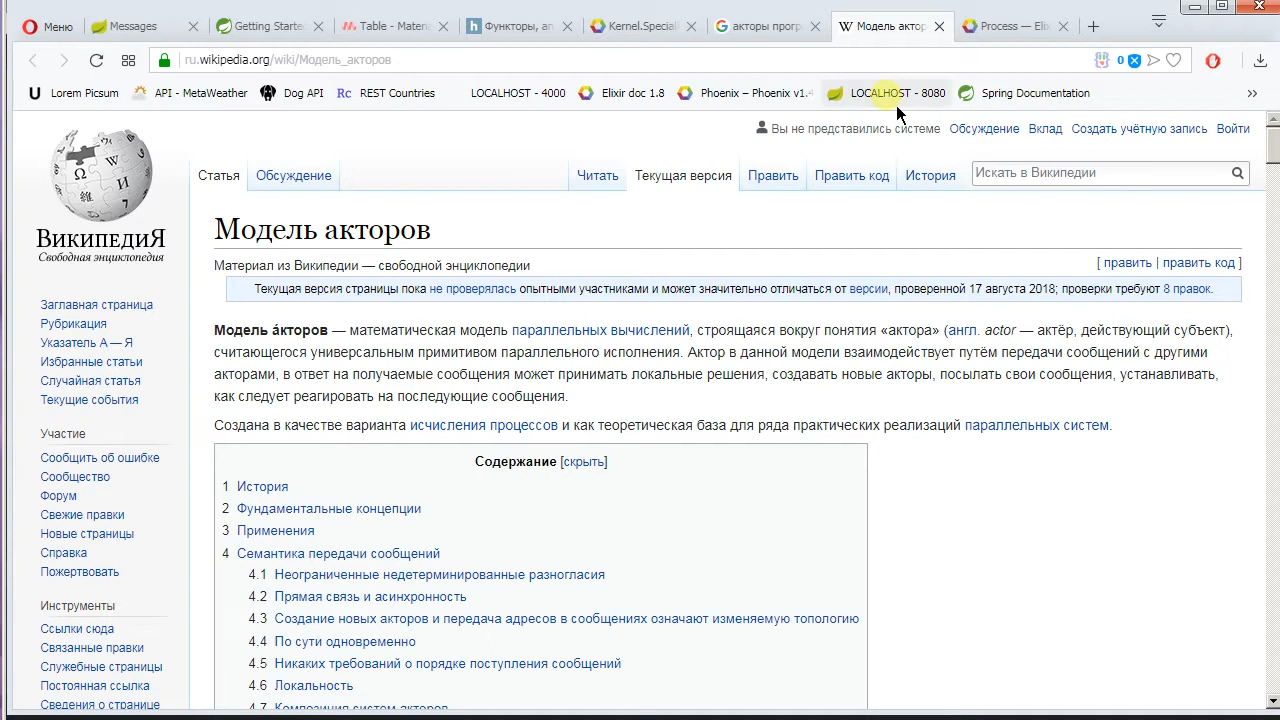 Меню
Messages
Getting Starte
Table - Materi
Функторы, ап
Kernel.Special
акторы прогр
Модель актор
Process — Elix
ru.wikipedia.org/wiki/Модель_акторов
0
Lorem Picsum
API - MetaWeather
Dog API
Rc REST Countries
LOCALHOST - 4000
Elixir doc 1.8
Phoenix – Phoenix v1.4
LOCALHOST - 8080
Spring Documentation
Вы не представились системе Обсуждение Вклад Создать учётную запись Войти
Статья Обсуждение Читать Текущая версия Править Править код История Искать в Википедии
ВикипедиЯ
Свободная энциклопедия
Модель акторов
Материал из Википедии — свободной энциклопедии
[ править | править код ]
Текущая версия страницы пока не проверялась опытными участниками и может значительно отличаться от версии, проверенной 17 августа 2018; проверки требуют 8 правок.
Модель а́кторов — математическая модель параллельных вычислений, строящаяся вокруг понятия «актора» (англ. actor — актёр, действующий субъект),
считающегося универсальным примитивом параллельного исполнения. Актор в данной модели взаимодействует путём передачи сообщений с другими
акторами, в ответ на получаемые сообщения может принимать локальные решения, создавать новые акторы, посылать свои сообщения, устанавливать,
как следует реагировать на последующие сообщения.
Создана в качестве варианта исчисления процессов и как теоретическая база для ряда практических реализаций параллельных систем.
Содержание [скрыть]
1 История
2 Фундаментальные концепции
3 Применения
4 Семантика передачи сообщений
4.1 Неограниченные недетерминированные разногласия
4.2 Прямая связь и асинхронность
4.3 Создание новых акторов и передача адресов в сообщениях означают изменяемую топологию
4.4 По сути одновременно
4.5 Никаких требований о порядке поступления сообщений
4.6 Локальность
4.7 Композиция систем акторов
Заглавная страница
Рубрикация
Указатель А — Я
Избранные статьи
Случайная статья
Текущие события
Участие
Сообщить об ошибке
Сообщество
Форум
Свежие правки
Новые страницы
Справка
Пожертвовать
Инструменты
Ссылки сюда
Связанные правки
Служебные страницы
Постоянная ссылка
Сведения о странице